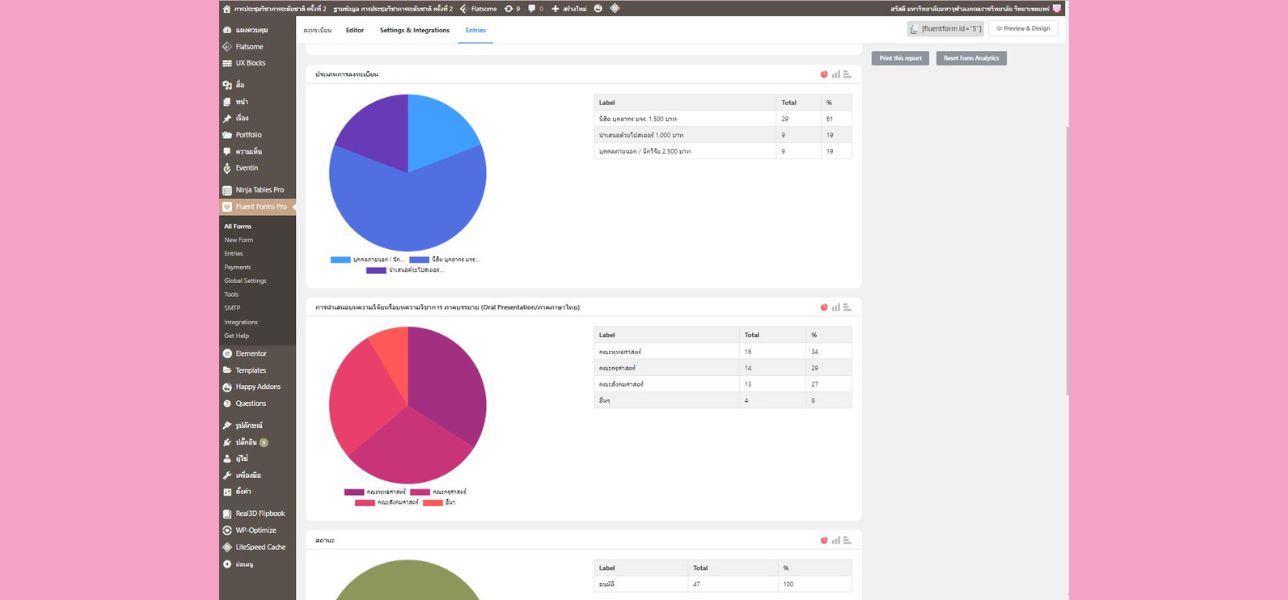 การประชุมวิชาการระดับชาติ ครั้งที่ 2 ฐานข้อมูล การประชุมวิชาการระดับชาติ ครั้งที่ 2 Flatsome 9 0 + สร้างใหม่
สวัสดี มหาวิทยาลัยมหาจุฬาลงกรณราชวิทยาลัย วิทยาเขตแพร่
แผงควบคุม
Flatsome
UX Blocks
สื่อ
หน้า
เรื่อง
Portfolio
ความเห็น
Eventin
Ninja Tables Pro
Fluent Forms Pro
All Forms
New Form
Entries
Payments
Global Settings
Tools
SMTP
Integrations
Get Help
Elementor
Templates
Happy Addons
Questions
รูปลักษณ์
ปลั๊กอิน 9
ผู้ใช้
เครื่องมือ
ตั้งค่า
Real3D Flipbook
WP-Optimize
LiteSpeed Cache
ย่อเมนู
ลงทะเบียน Editor Settings & Integrations Entries
[fluentform id="5"] Preview & Design
Print this report Reset Form Analytics
ประเภทการลงทะเบียน
Label Total %
นิสิต บุคลากร มจร. 1,500 บาท 29 61
นำเสนอด้วยโปสเตอร์ 1,000 บาท 9 19
บุคคลภายนอก / นักวิจัย 2,500 บาท 9 19
บุคคลภายนอก / นัก... นิสิต บุคลากร มจร...
นำเสนอด้วยโปสเตอร์...
การนำเสนอบทความวิจัยหรือบทความวิชาการ ภาคบรรยาย (Oral Presentation/ภาคภาษาไทย)
Label Total %
คณะพุทธศาสตร์ 16 34
คณะครุศาสตร์ 14 29
คณะสังคมศาสตร์ 13 27
อื่นๆ 4 8
คณะพุทธศาสตร์ คณะครุศาสตร์
คณะสังคมศาสตร์ อื่นๆ
สถานะ
Label Total %
อนุมัติ 47 100